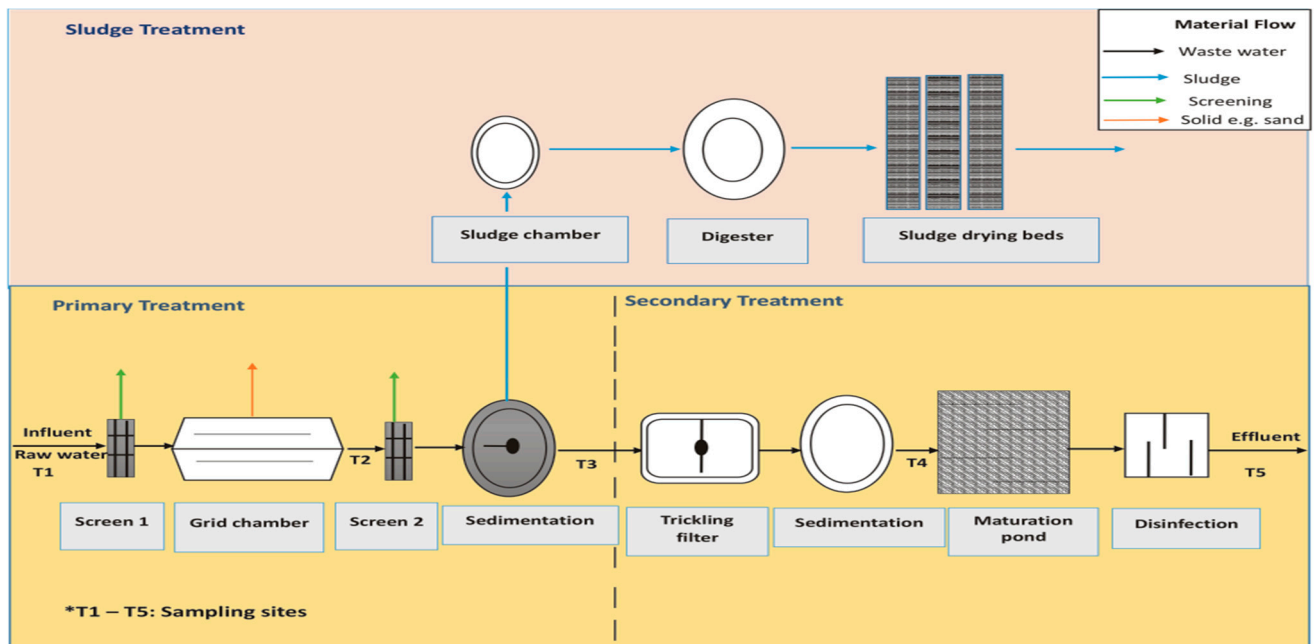 Sludge Treatment
Material Flow
Waste water
Sludge
Screening
Solid e.g. sand
Sludge chamber
Digester
Sludge drying beds
Primary Treatment
Secondary Treatment
Influent
Raw water
T1
T2
T3
T4
Effluent
T5
Screen 1
Grid chamber
Screen 2
Sedimentation
Trickling
filter
Sedimentation
Maturation
pond
Disinfection
*T1 – T5: Sampling sites